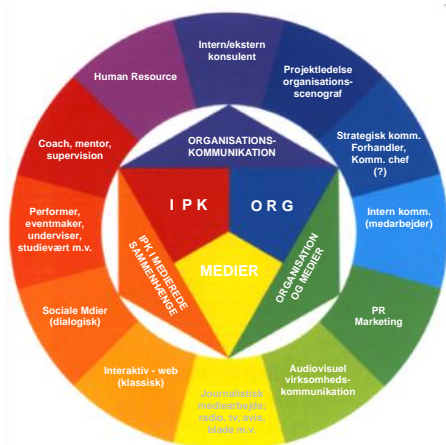 Intern/ekstern
konsulent
Projektledelse
organisations-
scenograf
Strategisk komm.
Forhandler,
Komm. chef
(?)
Intern komm.
(medarbejder)
PR
Marketing
Audiovisuel
virksomheds-
kommunikation
Journalistisk
mediearbejde;
radio, tv, avis,
blade m.v.
Interaktiv - web
(klassisk)
Sociale Mdier
(dialogisk)
Performer,
eventmaker,
underviser,
studievært m.v.
Coach, mentor,
supervision
Human Resource
ORGANISATIONS-
KOMMUNIKATION
IPK
ORG
MEDIER
IPK I MEDIEREDE
SAMMENHÆNGE
ORGANISATION
OG MEDIER